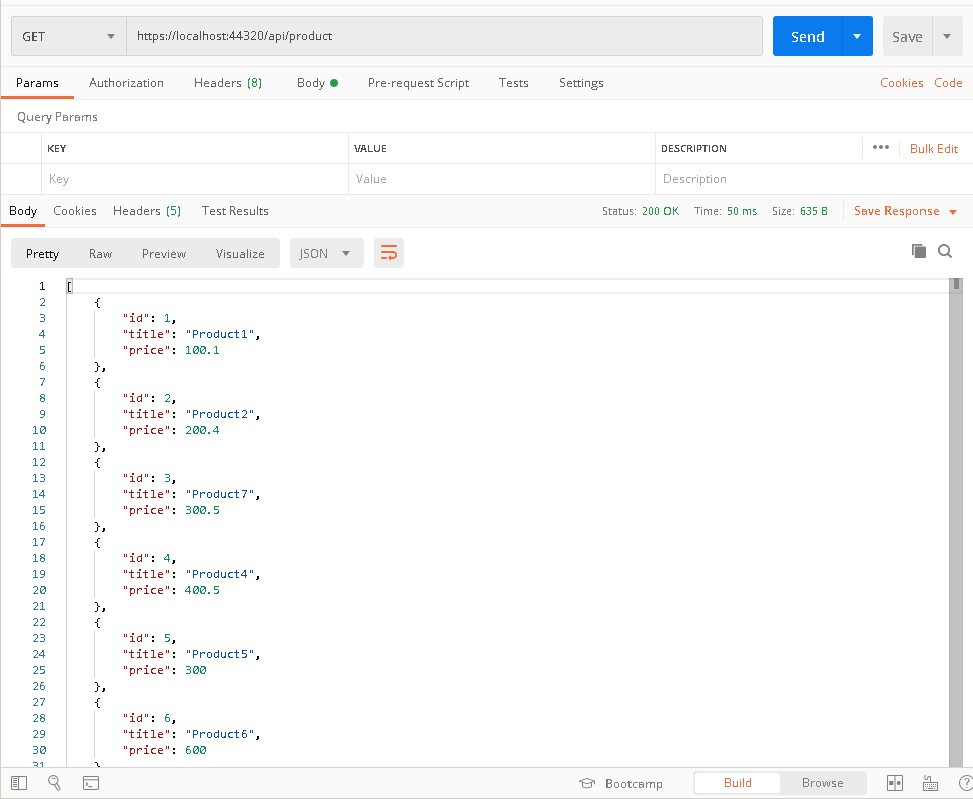 GET https://localhost:44320/api/product Send Save
Params Authorization Headers (8) Body Pre-request Script Tests Settings Cookies Code
Query Params
KEY VALUE DESCRIPTION ••• Bulk Edit
Key Value Description
Body Cookies Headers (5) Test Results Status: 200 OK Time: 50 ms Size: 635 B Save Response
Pretty Raw Preview Visualize JSON
1 [
2 {
3 "id": 1,
4 "title": "Product1",
5 "price": 100.1
6 },
7 {
8 "id": 2,
9 "title": "Product2",
10 "price": 200.4
11 },
12 {
13 "id": 3,
14 "title": "Product7",
15 "price": 300.5
16 },
17 {
18 "id": 4,
19 "title": "Product4",
20 "price": 400.5
21 },
22 {
23 "id": 5,
24 "title": "Product5",
25 "price": 300
26 },
27 {
28 "id": 6,
29 "title": "Product6",
30 "price": 600
31 }
Bootcamp Build Browse ?